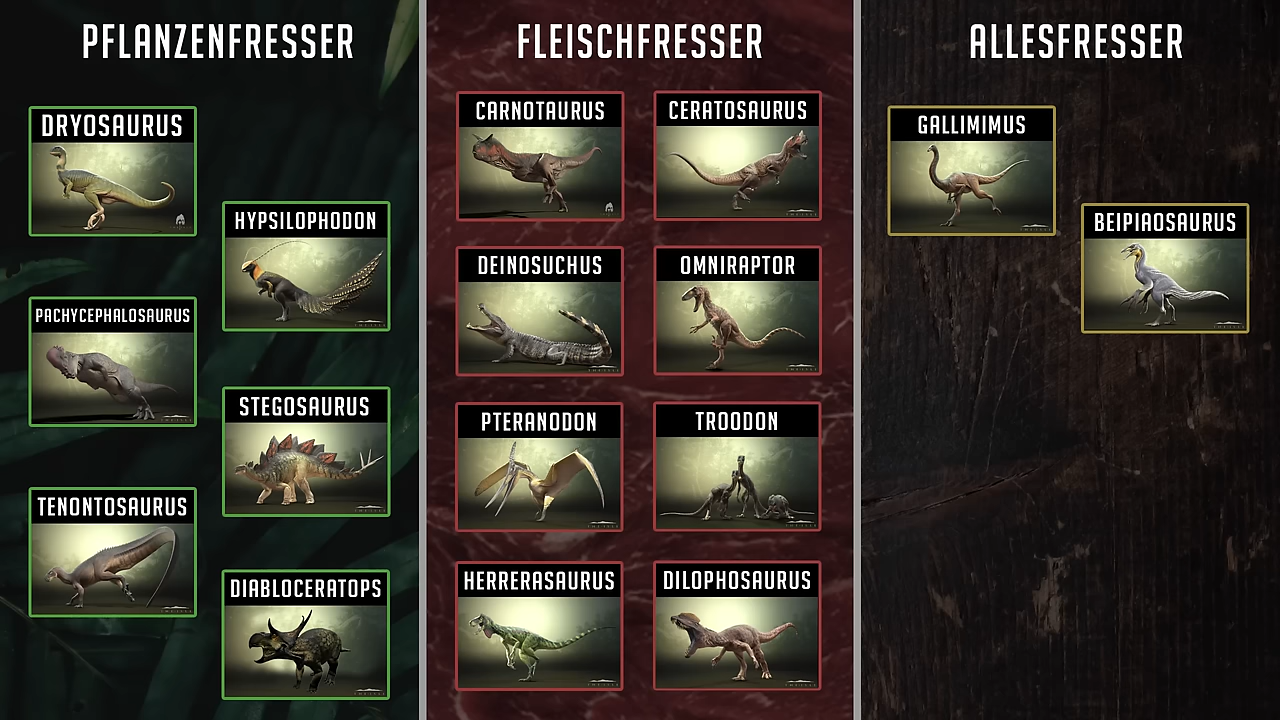 PFLANZENFRESSER
DRYOSAURUS
HYPSILOPHODON
PACHYCEPHALOSAURUS
STEGOSAURUS
TENONTOSAURUS
DIABLOCERATOPS
FLEISCHFRESSER
CARNOTAURUS
CERATOSAURUS
DEINOSUCHUS
OMNIRAPTOR
PTERANODON
TROODON
HERRERASAURUS
DILOPHOSAURUS
ALLESFRESSER
GALLIMIMUS
BEIPIAOSAURUS